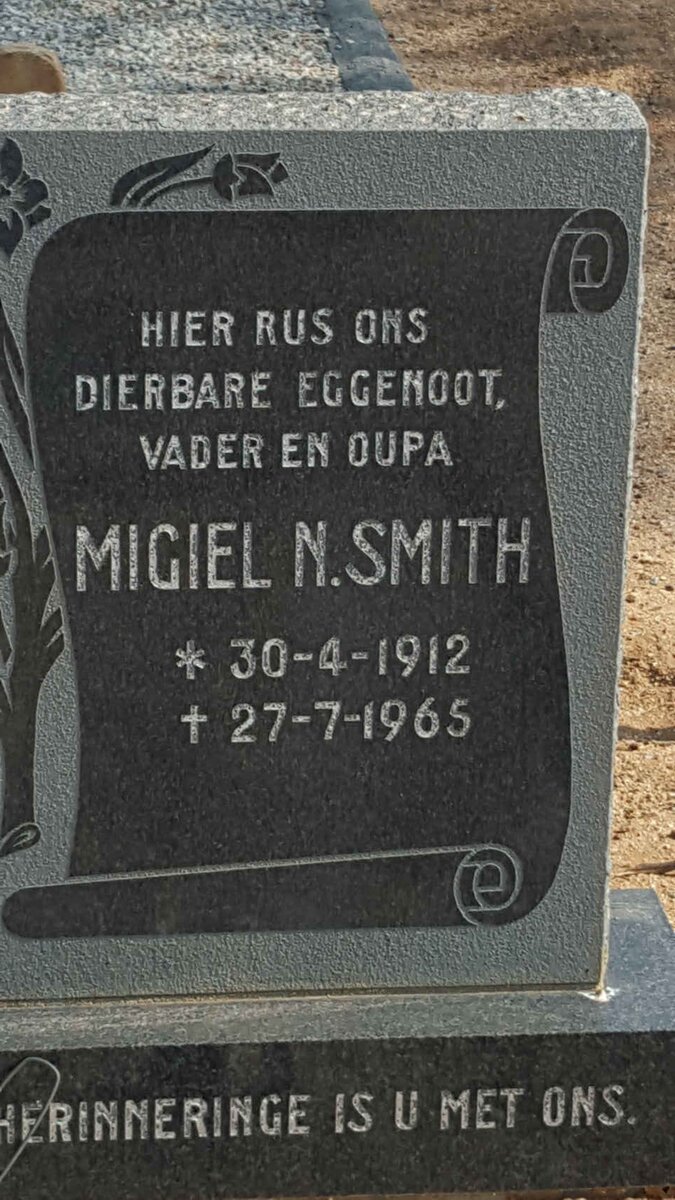 HIER RUS ONS
DIERBARE EGGENOOT,
VADER EN OUPA
MIGIEL N. SMITH
* 30-4-1912
† 27-7-1965
HERINNERINGE IS U MET ONS.